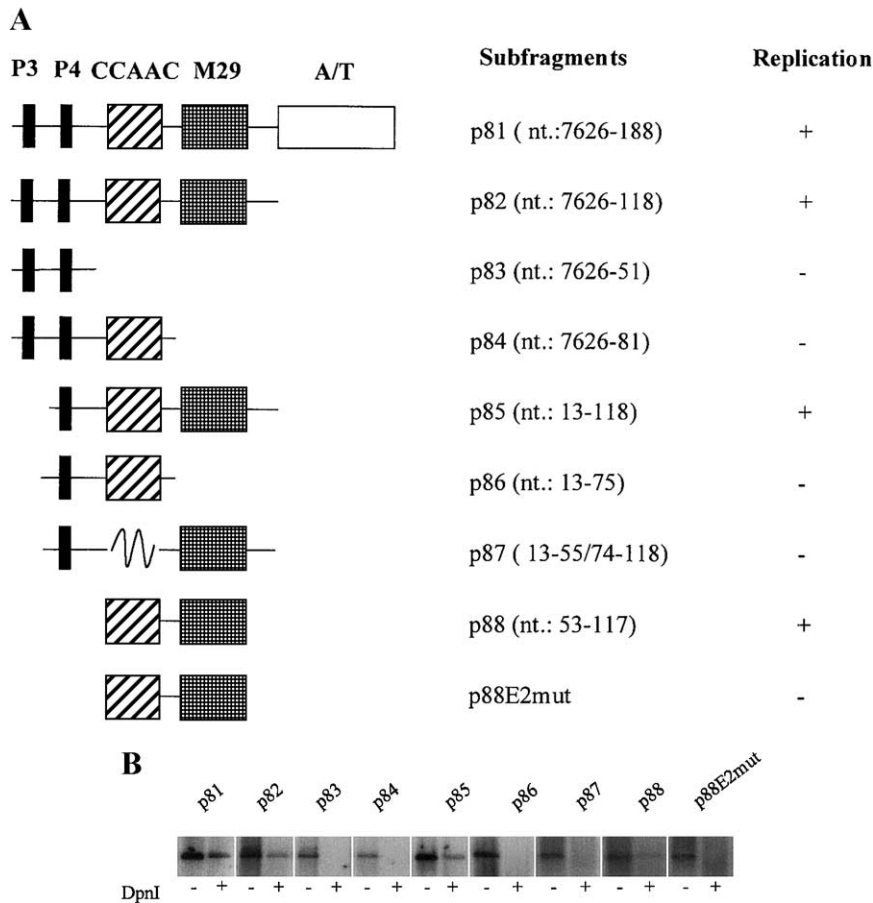 A
P3 P4 CCAAC M29 A/T Subfragments Replication
p81 ( nt.:7626-188) +
p82 (nt.: 7626-118) +
p83 (nt.: 7626-51) -
p84 (nt.: 7626-81) -
p85 (nt.: 13-118) +
p86 (nt.: 13-75) -
p87 ( 13-55/74-118) -
p88 (nt.: 53-117) +
p88E2mut -
B
p81 p82 p83 p84 p85 p86 p87 p88 p88E2mut
DpnI - + - + - + - + - + - + - + - + - +